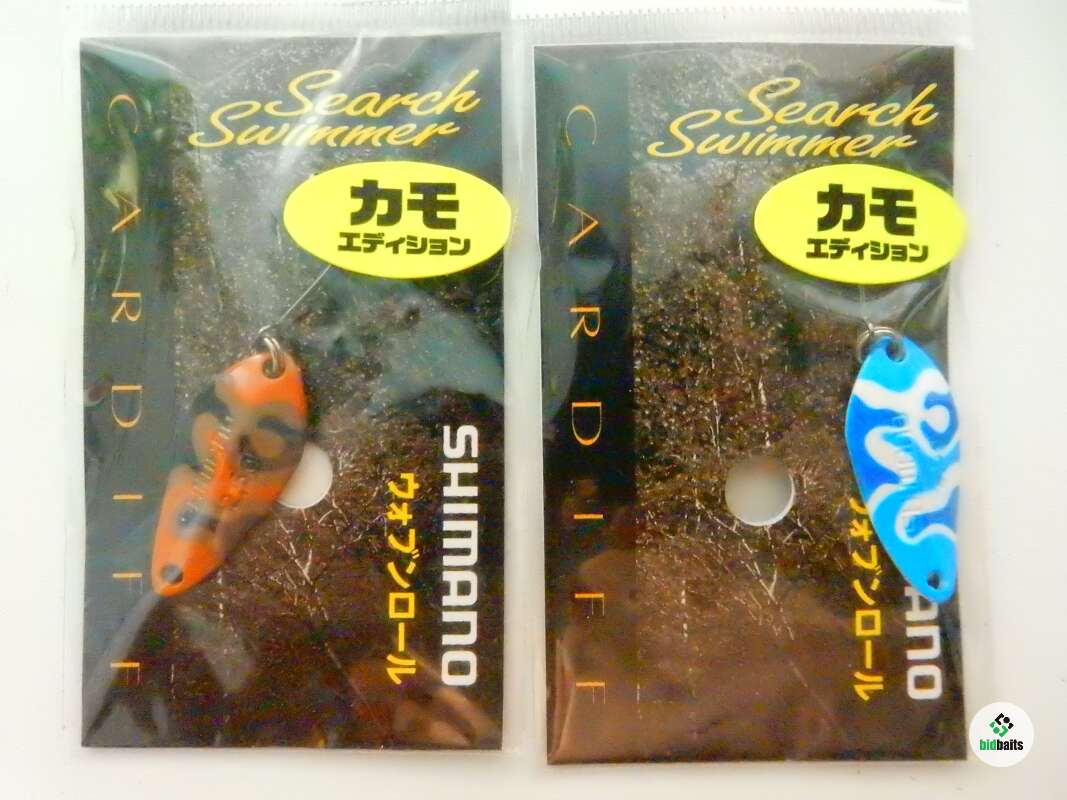 CARDIFF
Search
Swimmer
カモ
エディション
SHIMANO
ウォブンロール
CARDIFF
Search
Swimmer
カモ
エディション
ANO
ォブンロール
bidbaits